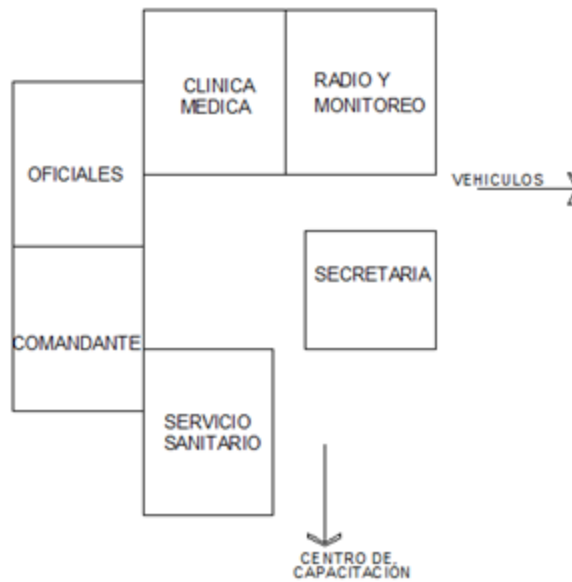 CLINICA
MEDICA
RADIO Y
MONITOREO
OFICIALES
VEHICULOS
SECRETARIA
COMANDANTE
SERVICIO
SANITARIO
CENTRO DE.
CAPACITACIÓN